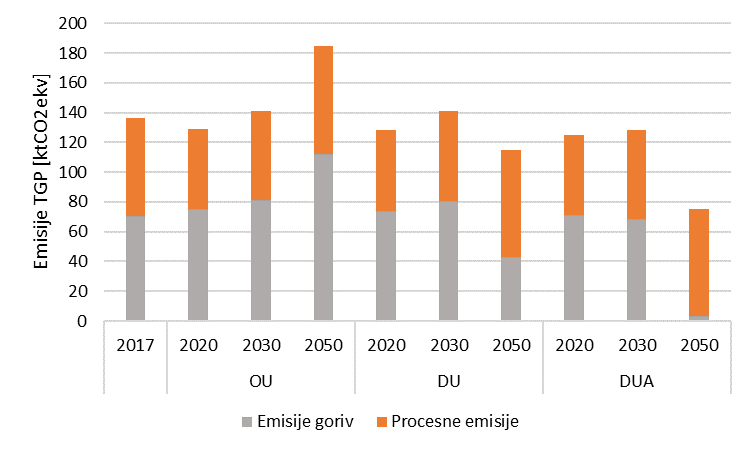 Emisije TGP [ktCO2ekv]
200
180
160
140
120
100
80
60
40
20
0
2017 2020 2030 2050 2020 2030 2050 2020 2030 2050
OU DU DUA
Emisije goriv Procesne emisije